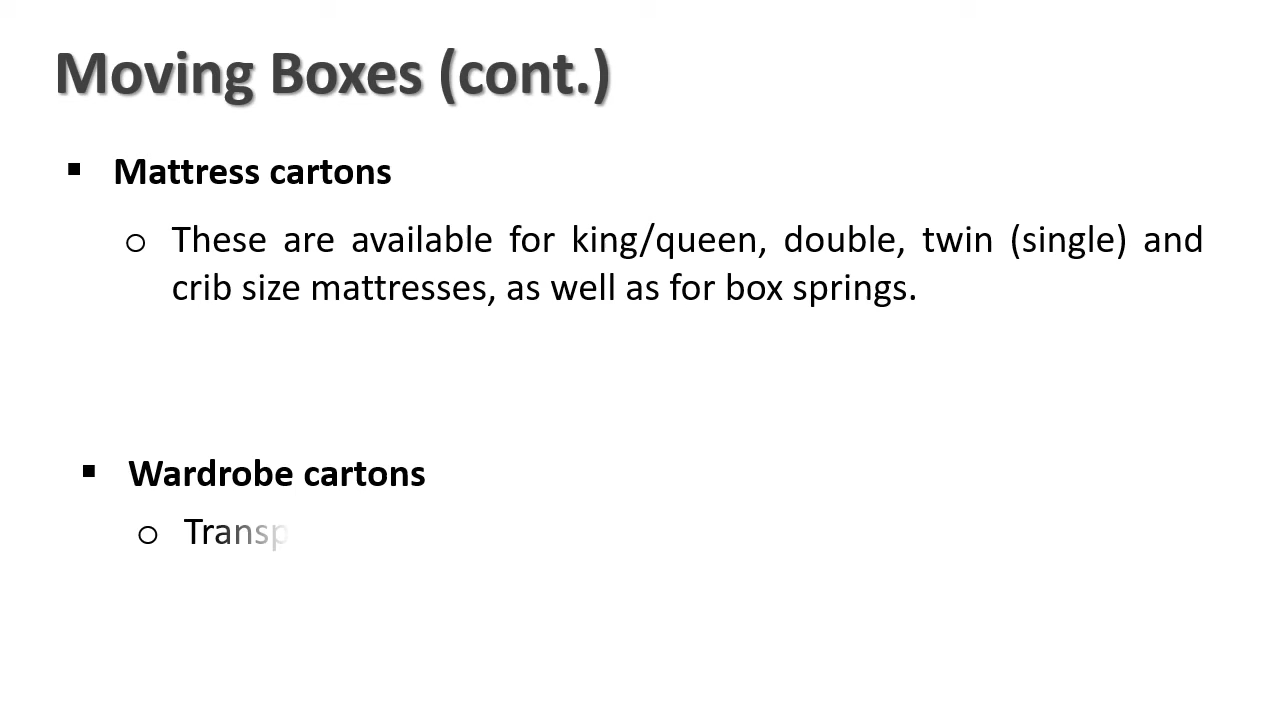 Moving Boxes (cont.)
▪ Mattress cartons
o These are available for king/queen, double, twin (single) and
crib size mattresses, as well as for box springs.
▪ Wardrobe cartons
o Transp